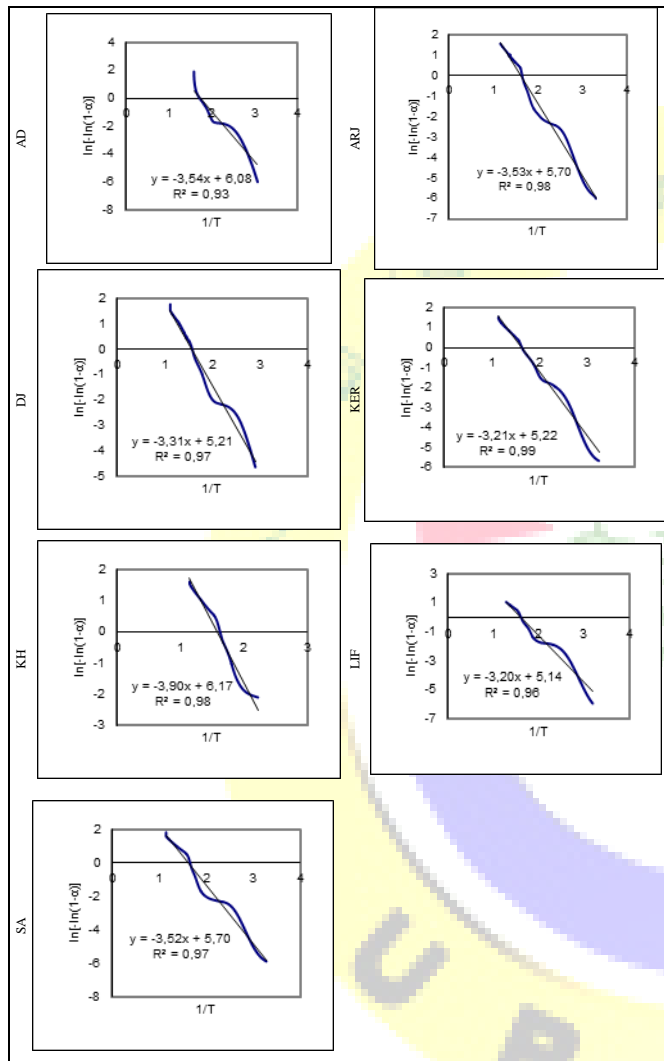 AD
ln[-ln(1-α)]
4
2
0
-2
-4
-6
-8
0 1 2 3 4
y = -3,54x + 6,08
R² = 0,93
1/T
ARJ
ln[-ln(1-α)]
2
1
0
-1
-2
-3
-4
-5
-6
-7
0 1 2 3 4
y = -3,53x + 5,70
R² = 0,98
1/T
DJ
ln[-ln(1-α)]
2
1
0
-1
-2
-3
-4
-5
0 1 2 3 4
y = -3,31x + 5,21
R² = 0,97
1/T
KER
ln[-ln(1-α)]
2
1
0
-1
-2
-3
-4
-5
-6
0 1 2 3 4
y = -3,21x + 5,22
R² = 0,99
1/T
KH
ln[-ln(1-α)]
2
1
0
-1
-2
-3
0 1 2 3
y = -3,90x + 6,17
R² = 0,98
1/T
LIF
ln[-ln(1-α)]
3
1
-1
-3
-5
-7
0 1 2 3 4
y = -3,20x + 5,14
R² = 0,96
1/T
SA
ln[-ln(1-α)]
2
0
-2
-4
-6
-8
0 1 2 3 4
y = -3,52x + 5,70
R² = 0,97
1/T
U